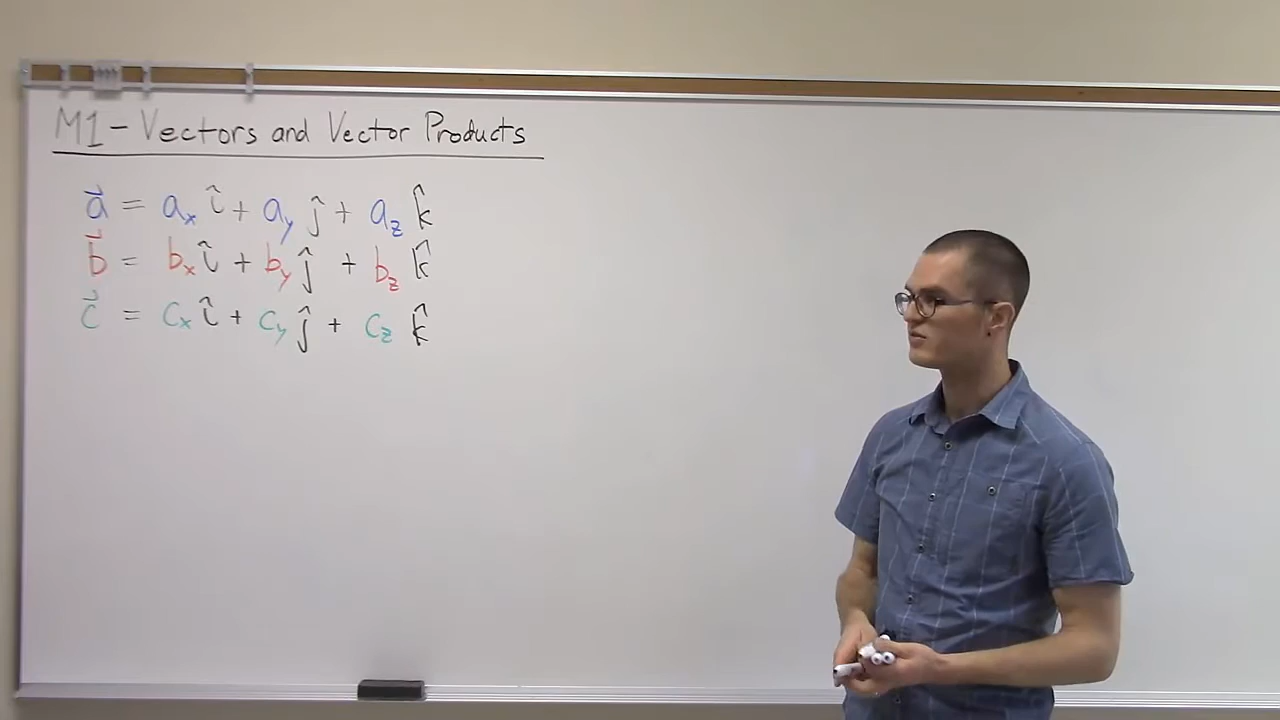 M1 - Vectors and Vector Products
a⃗ = aₓ î + a_y ĵ + a_z k̂
b⃗ = bₓ î + b_y ĵ + b_z k̂
c⃗ = cₓ î + c_y ĵ + c_z k̂